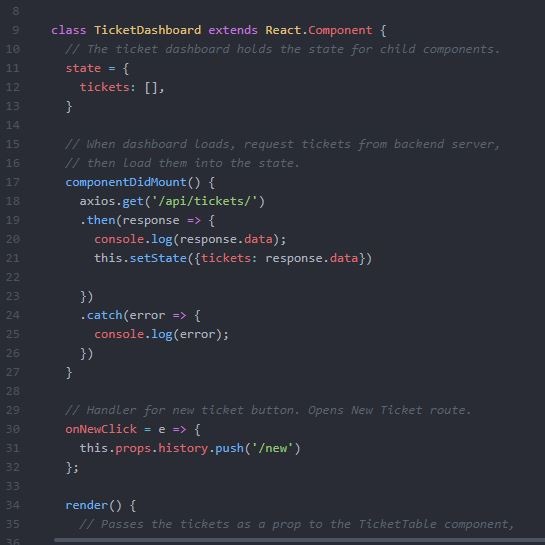 8
9 class TicketDashboard extends React.Component {
10 // The ticket dashboard holds the state for child components.
11 state = {
12 tickets: [],
13 }
14
15 // When dashboard loads, request tickets from backend server,
16 // then load them into the state.
17 componentDidMount() {
18 axios.get('/api/tickets/')
19 .then(response => {
20 console.log(response.data);
21 this.setState({tickets: response.data})
22
23 })
24 .catch(error => {
25 console.log(error);
26 })
27 }
28
29 // Handler for new ticket button. Opens New Ticket route.
30 onNewClick = e => {
31 this.props.history.push('/new')
32 };
33
34 render() {
35 // Passes the tickets as a prop to the TicketTable component,
36